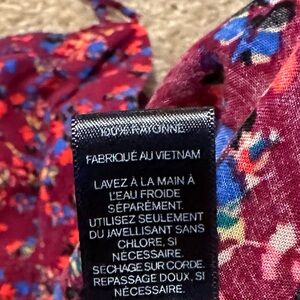 100% RAYONNE
FABRIQUÉ AU VIETNAM
LAVEZ À LA MAIN À
L'EAU FROIDE
SÉPARÉMENT.
UTILISEZ SEULEMENT
DU JAVELLISANT SANS
CHLORE, SI
NÉCESSAIRE.
SECHAGE SUR CORDE.
REPASSAGE DOUX, SI
NÉCESSAIRE.